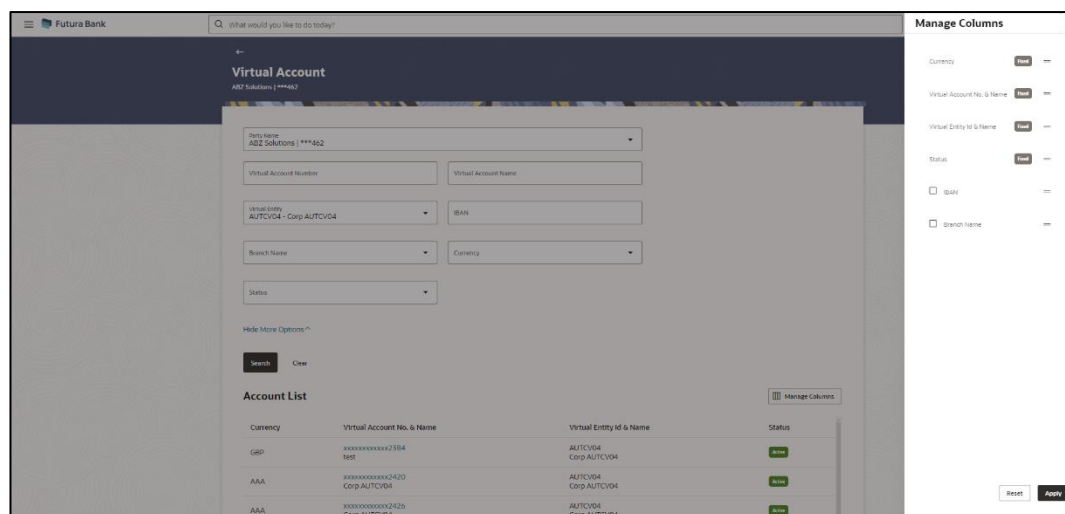 Futura Bank
What would you like to do today?
Manage Columns
←
Virtual Account
ABZ Solutions | ***462
Currency Fixed
Virtual Account No. & Name Fixed
Virtual Entity Id & Name Fixed
Status Fixed
IBAN
Branch Name
Party Name
ABZ Solutions | ***462
Virtual Account Number
Virtual Account Name
Virtual Entity
AUTCV04 - Corp AUTCV04
IBAN
Branch Name
Currency
Status
Hide More Options ^
Search Clear
Account List
Manage Columns
Currency Virtual Account No. & Name Virtual Entity Id & Name Status
GBP xxxxxxxxxxxx2384 AUTCV04 Active
test Corp AUTCV04
AAA xxxxxxxxxxxx2420 AUTCV04 Active
Corp AUTCV04 Corp AUTCV04
AAA xxxxxxxxxxxx2426 AUTCV04 Active
Corp AUTCV04 Corp AUTCV04
Reset Apply